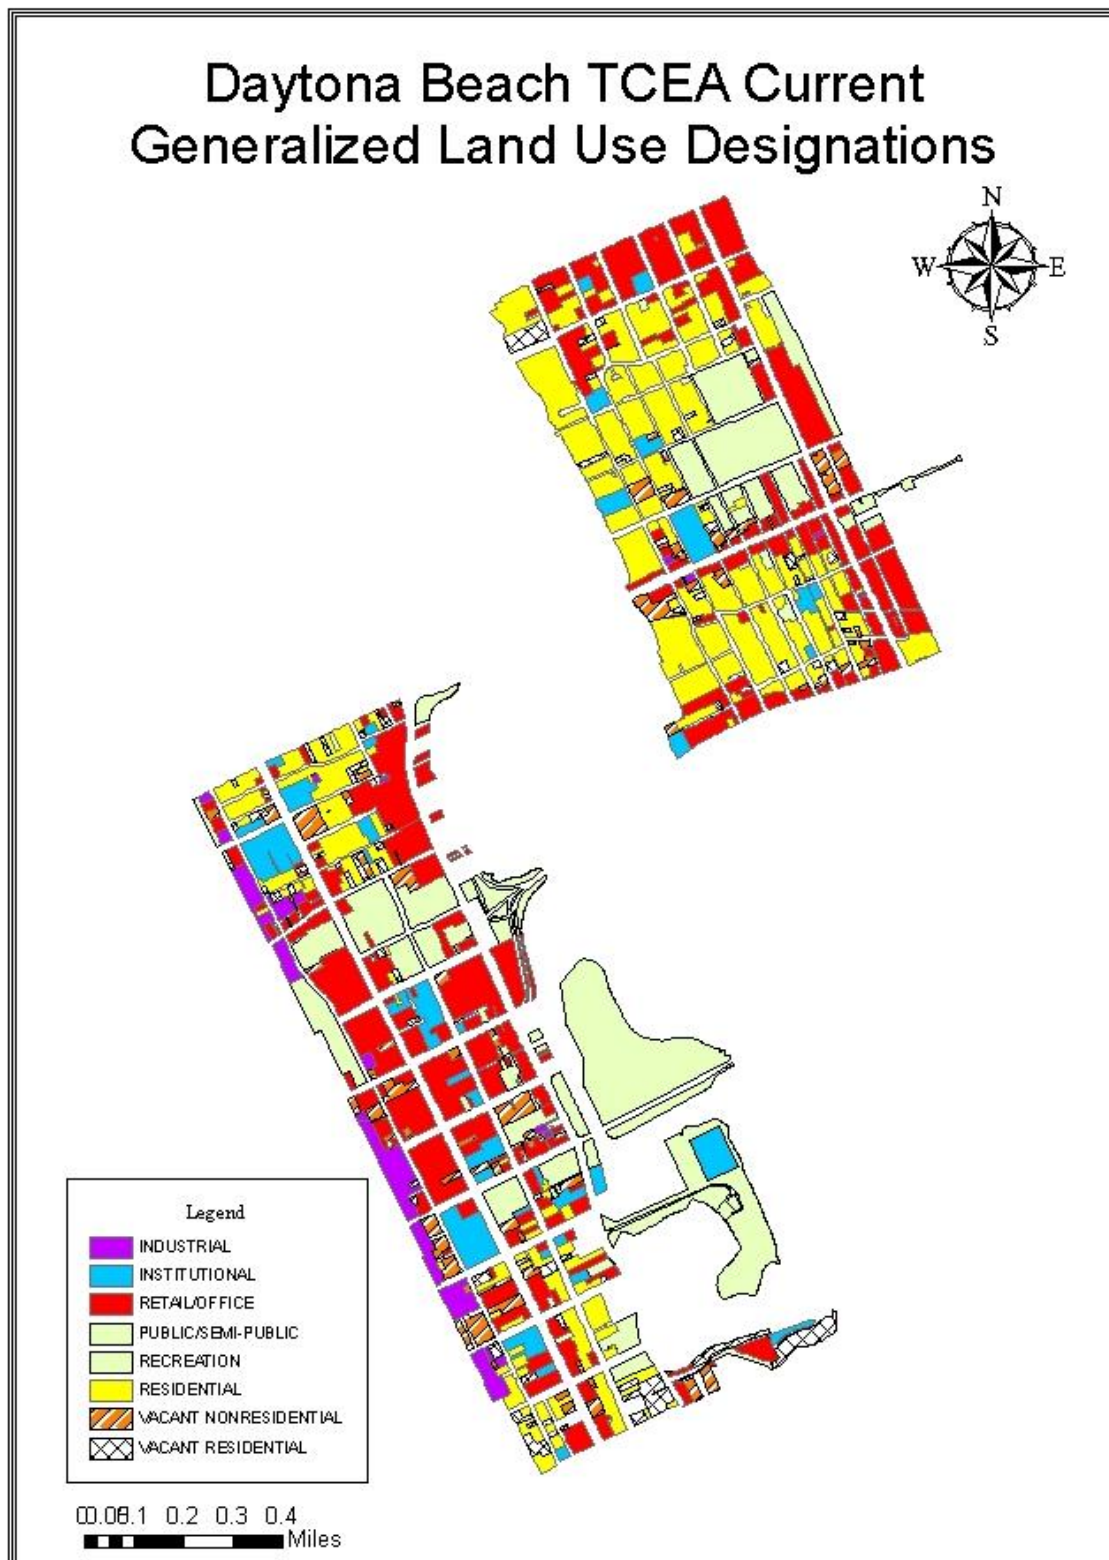 Daytona Beach TCEA Current
Generalized Land Use Designations
N
W E
S
Legend
INDUSTRIAL
INSTITUTIONAL
RETAIL/OFFICE
PUBLIC/SEMI-PUBLIC
RECREATION
RESIDENTIAL
VACANT NONRESIDENTIAL
VACANT RESIDENTIAL
0.2 0.3 0.4
Miles